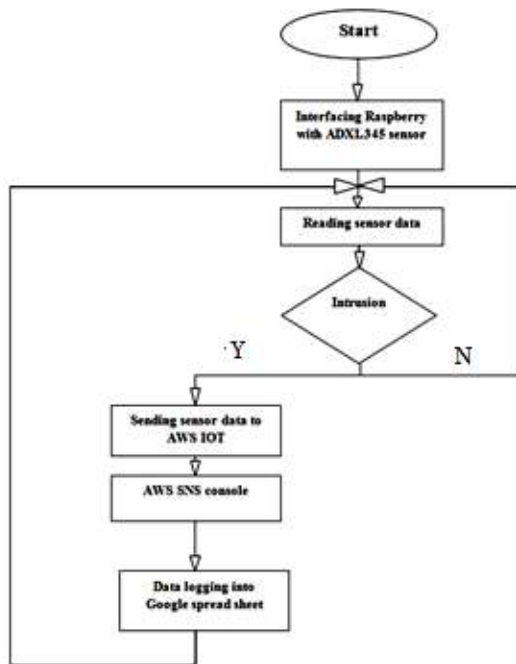 Start
Interfacing Raspberry
with ADXL345 sensor
Reading sensor data
Intrusion
Y
N
Sending sensor data to
AWS IOT
AWS SNS console
Data logging into
Google spread sheet